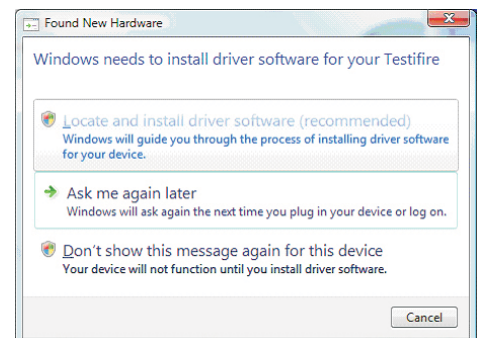 Found New Hardware
Windows needs to install driver software for your Testifire
Locate and install driver software (recommended)
Windows will guide you through the process of installing driver software
for your device.
Ask me again later
Windows will ask again the next time you plug in your device or log on.
Don't show this message again for this device
Your device will not function until you install driver software.
Cancel